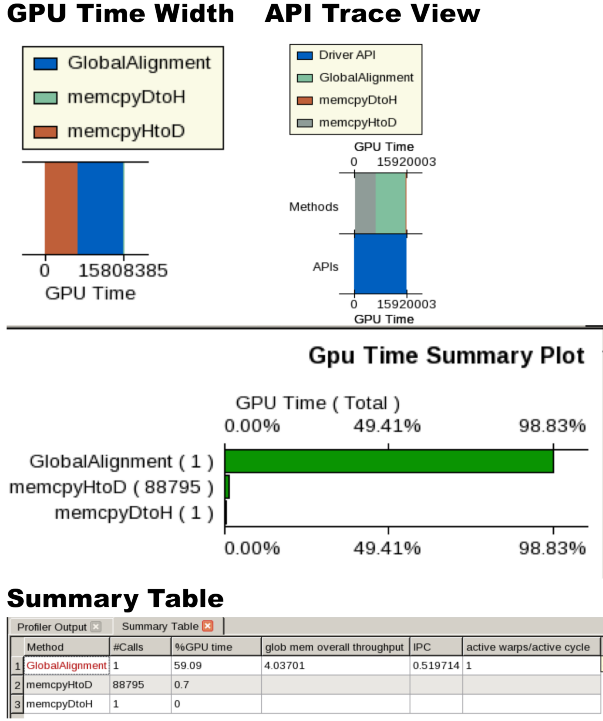 GPU Time Width
API Trace View
GlobalAlignment
memcpyDtoH
memcpyHtoD
0 15808385
GPU Time
Driver API
GlobalAlignment
memcpyDtoH
memcpyHtoD
GPU Time
0 15920003
Methods
APIs
0 15920003
GPU Time
Gpu Time Summary Plot
GPU Time ( Total )
0.00% 49.41% 98.83%
GlobalAlignment ( 1 )
memcpyHtoD ( 88795 )
memcpyDtoH ( 1 )
0.00% 49.41% 98.83%
Summary Table
Profiler Output Summary Table
Method #Calls %GPU time glob mem overall throughput IPC active warps/active cycle
1 GlobalAlignment 1 59.09 4.03701 0.519714 1
2 memcpyHtoD 88795 0.7
3 memcpyDtoH 1 0